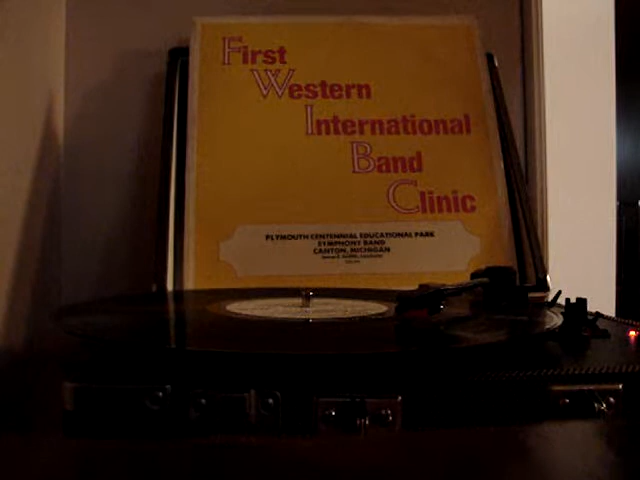 First
Western
International
Band
Clinic
PLYMOUTH CENTENNIAL EDUCATIONAL PARK
SYMPHONY BAND
CANTON, MICHIGAN